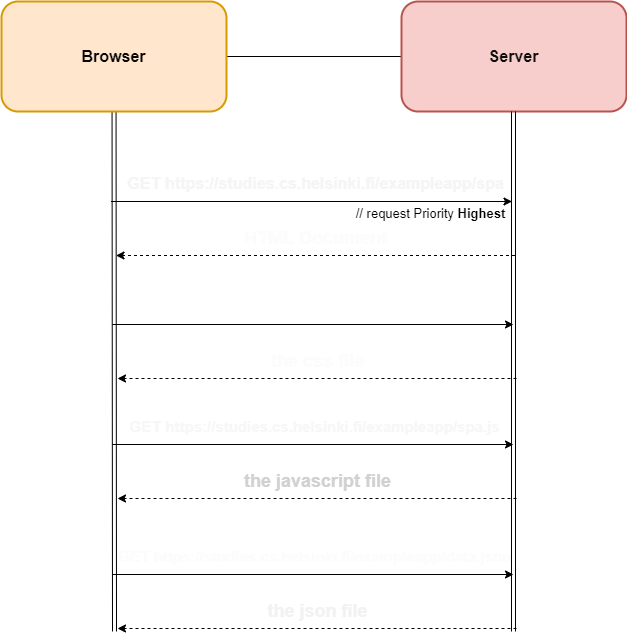 Browser
Server
GET https://studies.cs.helsinki.fi/exampleapp/spa
// request Priority Highest
HTML Document
the css file
GET https://studies.cs.helsinki.fi/exampleapp/spa.js
the javascript file
GET https://studies.cs.helsinki.fi/exampleapp/data.json
the json file